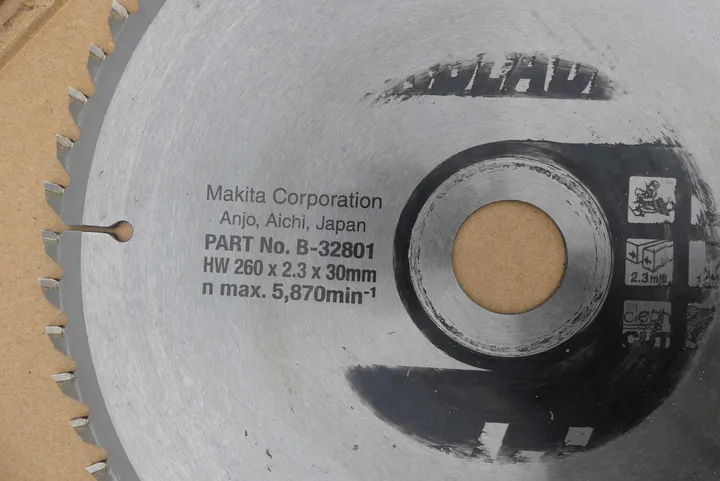 Makita Corporation
Anjo, Aichi, Japan
PART No. B-32801
HW 260 x 2.3 x 30mm
n max. 5,870min-1
2.3mm
clean